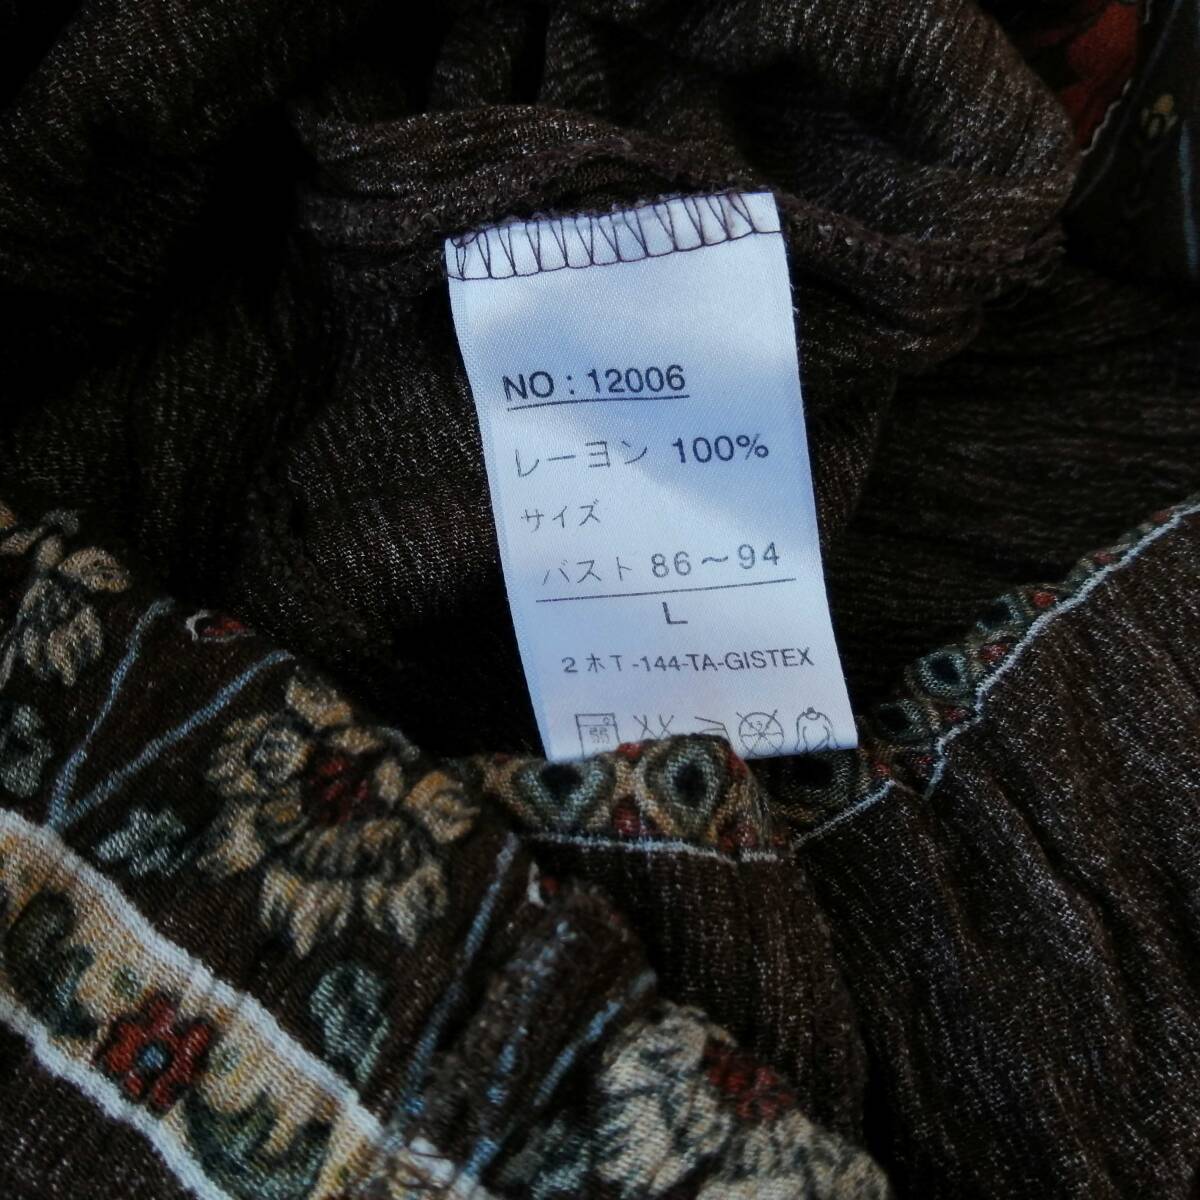 NO : 12006
レーヨン 100%
サイズ
バスト 86～94
L
2ホT-144-TA-GISTEX